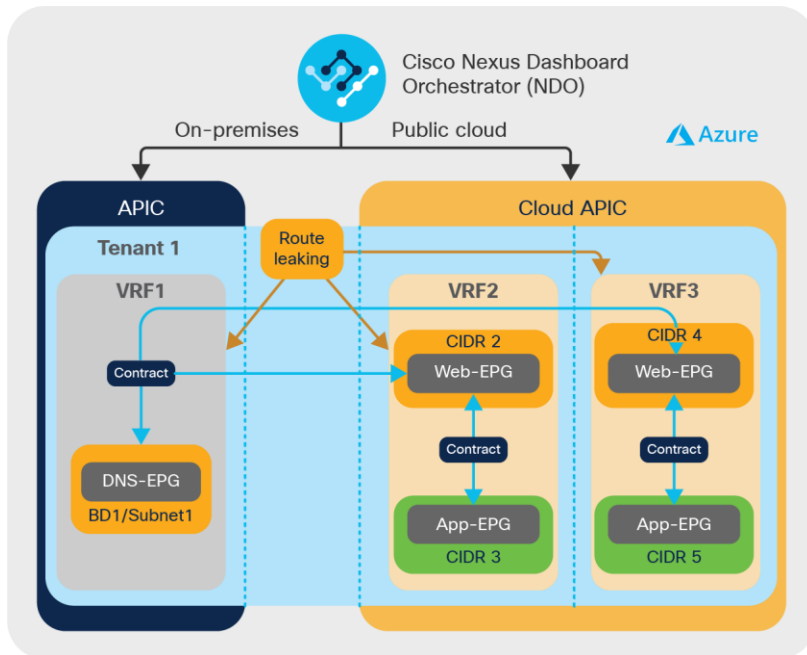 Cisco Nexus Dashboard
Orchestrator (NDO)
On-premises
Public cloud
Azure
APIC
Cloud APIC
Tenant 1
Route
leaking
VRF1
VRF2
VRF3
CIDR 2
CIDR 4
Contract
Web-EPG
Web-EPG
Contract
Contract
DNS-EPG
BD1/Subnet1
App-EPG
App-EPG
CIDR 3
CIDR 5